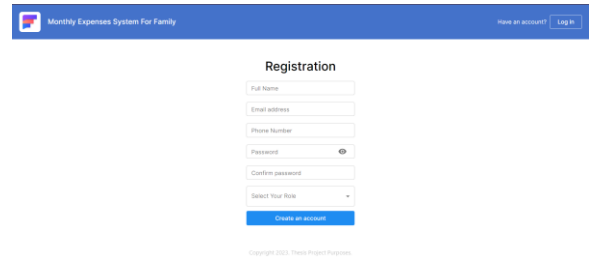 Monthly Expenses System For Family
Have an account? Log in
Registration
Full Name
Email address
Phone Number
Password
Confirm password
Select Your Role
Create an account
Copyright 2023. Thesis Project Purposes.